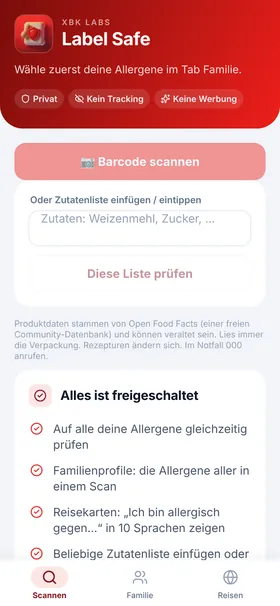 XBK LABS
Label Safe
Wähle zuerst deine Allergene im Tab Familie.
Privat
Kein Tracking
Keine Werbung
Barcode scannen
Oder Zutatenliste einfügen / eintippen
Zutaten: Weizenmehl, Zucker, ...
Diese Liste prüfen
Produktdaten stammen von Open Food Facts (einer freien
Community-Datenbank) und können veraltet sein. Lies immer
die Verpackung. Rezepturen ändern sich. Im Notfall 000
anrufen.
Alles ist freigeschaltet
Auf alle deine Allergene gleichzeitig
prüfen
Familienprofile: die Allergene aller in
einem Scan
Reisekarten: „Ich bin allergisch
gegen...“ in 10 Sprachen zeigen
Beliebige Zutatenliste einfügen oder
Scannen
Familie
Reisen